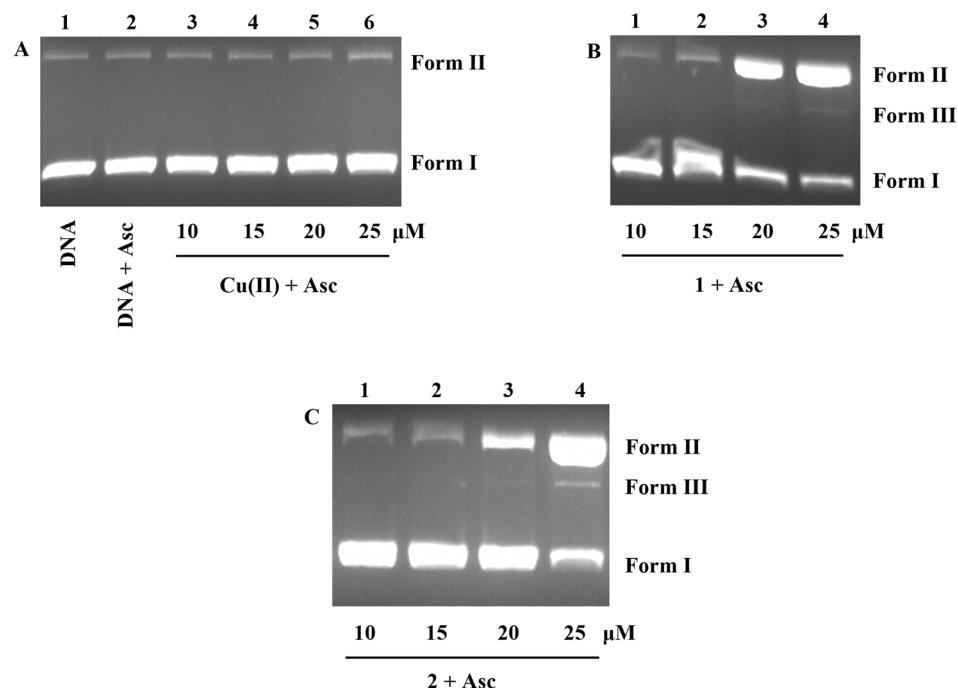 1 2 3 4 5 6
A
Form II
Form I
DNA
DNA + Asc
10 15 20 25 µM
Cu(II) + Asc
1 2 3 4
B
Form II
Form III
Form I
10 15 20 25 µM
1 + Asc
1 2 3 4
C
Form II
Form III
Form I
10 15 20 25 µM
2 + Asc